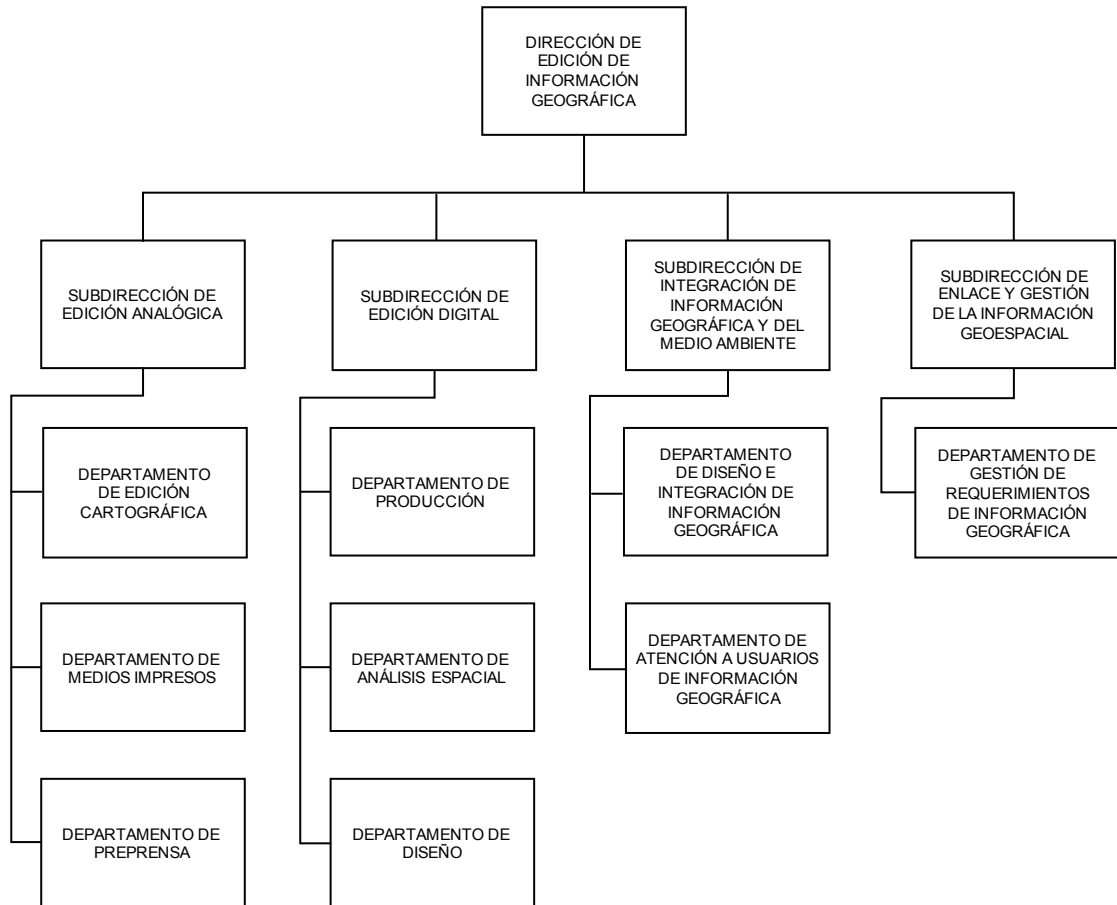 DIRECCIÓN DE
EDICIÓN DE
INFORMACIÓN
GEOGRÁFICA
SUBDIRECCIÓN DE
EDICIÓN ANALÓGICA
SUBDIRECCIÓN DE
EDICIÓN DIGITAL
SUBDIRECCIÓN DE
INTEGRACIÓN DE
INFORMACIÓN
GEOGRÁFICA Y DEL
MEDIO AMBIENTE
SUBDIRECCIÓN DE
ENLACE Y GESTIÓN
DE LA INFORMACIÓN
GEOESPACIAL
DEPARTAMENTO
DE EDICIÓN
CARTOGRÁFICA
DEPARTAMENTO DE
PRODUCCIÓN
DEPARTAMENTO
DE DISEÑO E
INTEGRACIÓN DE
INFORMACIÓN
GEOGRÁFICA
DEPARTAMENTO DE
GESTIÓN DE
REQUERIMIENTOS
DE INFORMACIÓN
GEOGRÁFICA
DEPARTAMENTO DE
MEDIOS IMPRESOS
DEPARTAMENTO DE
ANÁLISIS ESPACIAL
DEPARTAMENTO DE
ATENCIÓN A USUARIOS
DE INFORMACIÓN
GEOGRÁFICA
DEPARTAMENTO DE
PREPRENSA
DEPARTAMENTO DE
DISEÑO